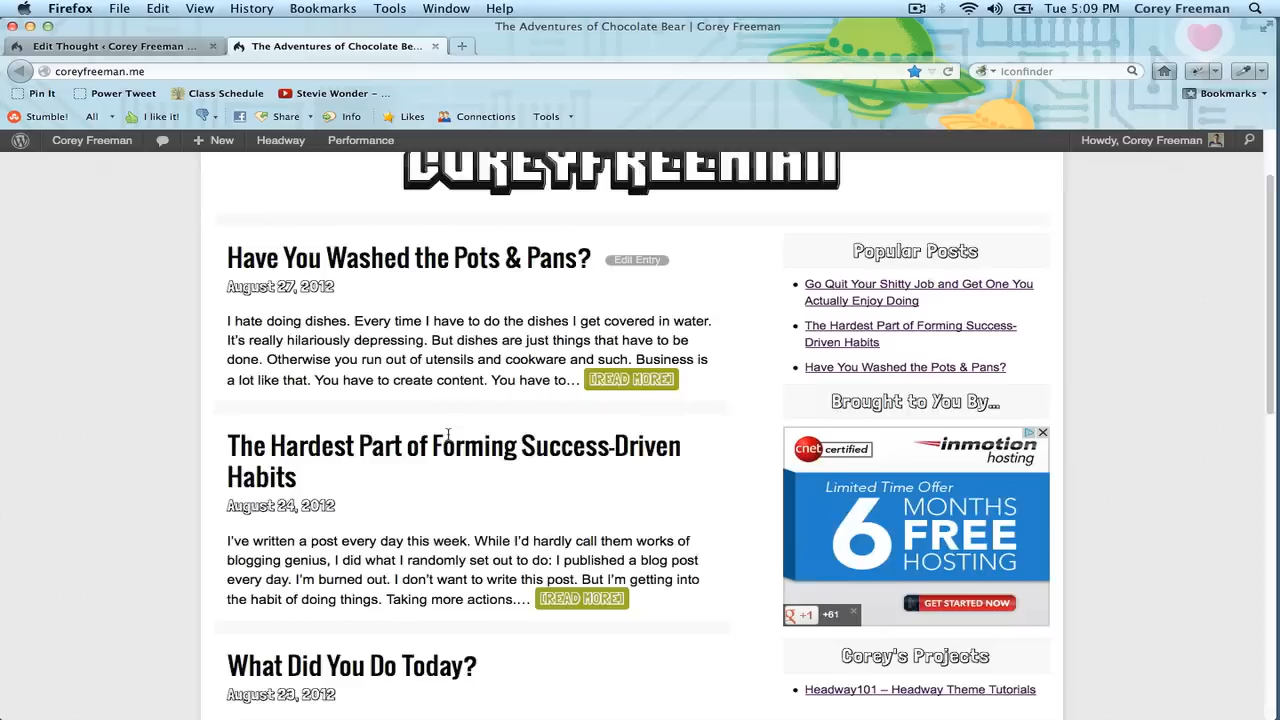 Firefox File Edit View History Bookmarks Tools Window Help Tue 5:09 PM Corey Freeman
The Adventures of Chocolate Bear | Corey Freeman
Edit Thought ‹ Corey Freeman ... The Adventures of Chocolate Be...
coreyfreeman.me Iconfinder
Pin It Power Tweet Class Schedule Stevie Wonder – ... Bookmarks
Stumble! All I like it! Share Info Likes Connections Tools
Corey Freeman New Headway Performance Howdy, Corey Freeman
COREYFREEMAN
Have You Washed the Pots & Pans? Edit Entry
August 27, 2012
I hate doing dishes. Every time I have to do the dishes I get covered in water.
It's really hilariously depressing. But dishes are just things that have to be
done. Otherwise you run out of utensils and cookware and such. Business is
a lot like that. You have to create content. You have to… [READ MORE]
The Hardest Part of Forming Success-Driven
Habits
August 24, 2012
I've written a post every day this week. While I'd hardly call them works of
blogging genius, I did what I randomly set out to do: I published a blog post
every day. I'm burned out. I don't want to write this post. But I'm getting into
the habit of doing things. Taking more actions.… [READ MORE]
What Did You Do Today?
August 23, 2012
Popular Posts
Go Quit Your Shitty Job and Get One You
Actually Enjoy Doing
The Hardest Part of Forming Success-
Driven Habits
Have You Washed the Pots & Pans?
Brought to You By...
cnet certified inmotion
hosting
Limited Time Offer
6 MONTHS
FREE
HOSTING
GET STARTED NOW
g +1 +61
Corey's Projects
Headway101 – Headway Theme Tutorials